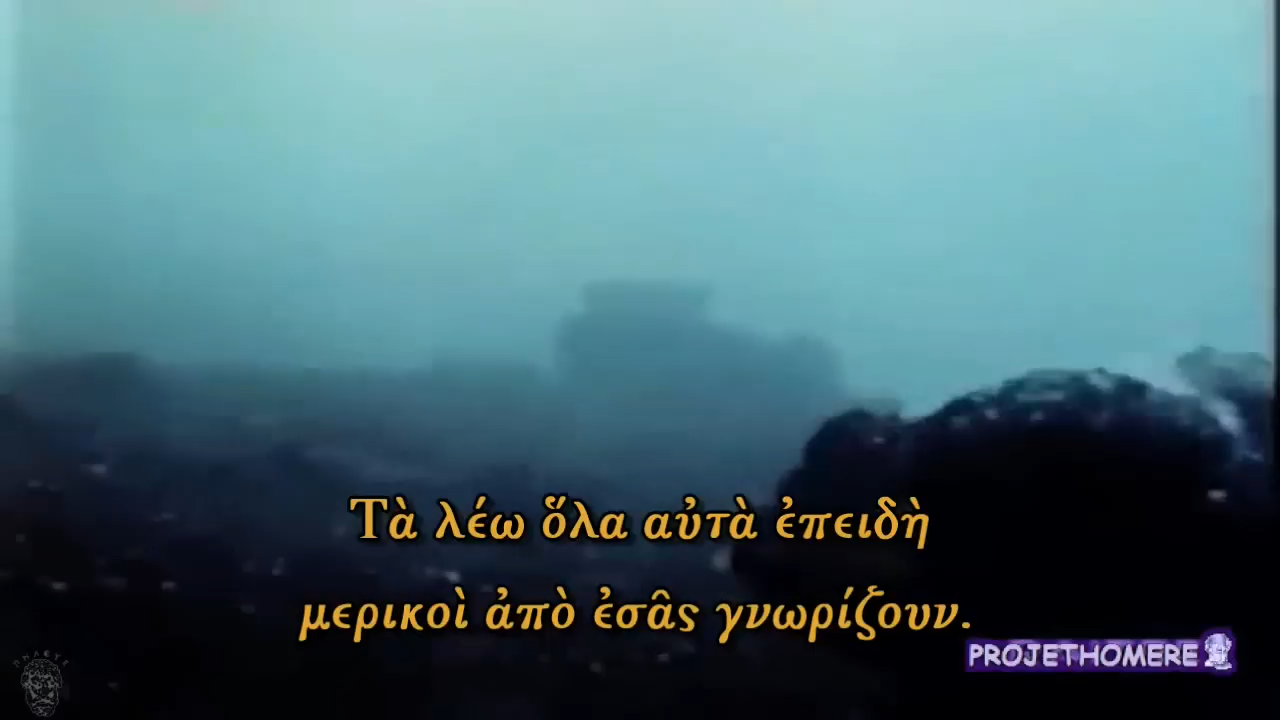 Τὰ λέω ὅλα αὐτὰ ἐπειδὴ
μερικοὶ ἀπὸ ἐσᾶς γνωρίζουν.
PROJETHOMERE